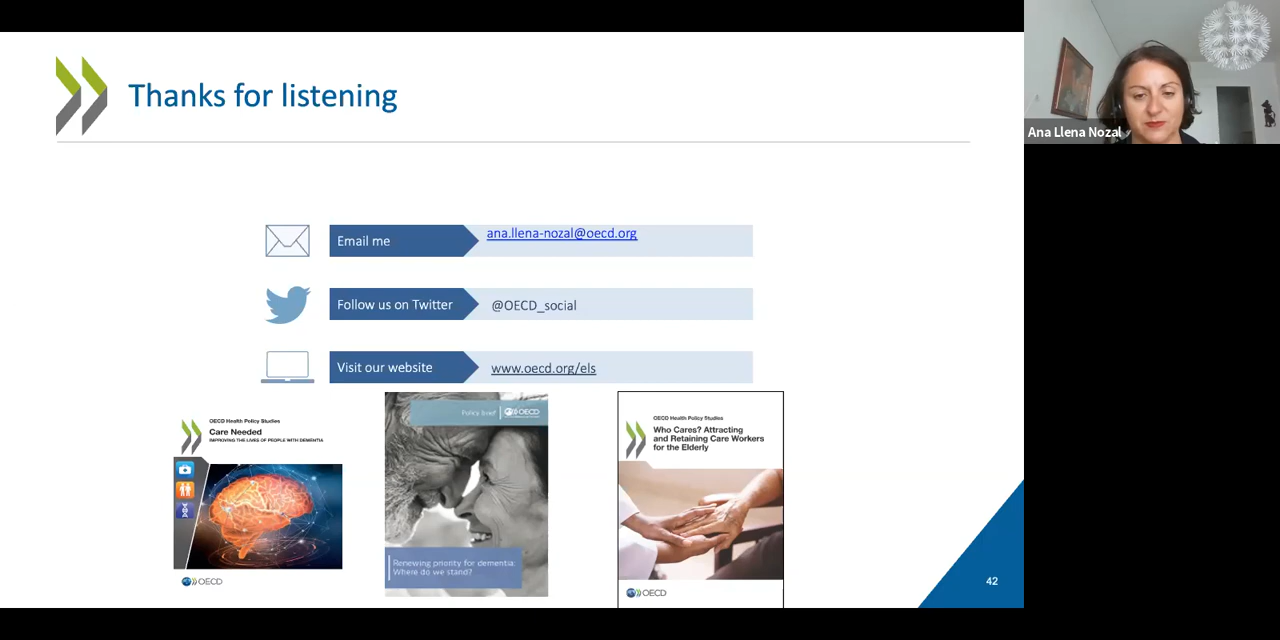 Thanks for listening
Ana Llena Nozal
Email me
ana.llena-nozal@oecd.org
Follow us on Twitter
@OECD_social
Visit our website
www.oecd.org/els
OECD Health Policy Studies
Care Needed
IMPROVING THE LIVES OF PEOPLE WITH DEMENTIA
OECD
Policy Brief
OECD
Renewing priority for dementia:
Where do we stand?
OECD Health Policy Studies
Who Cares? Attracting
and Retaining Care Workers
for the Elderly
OECD
42